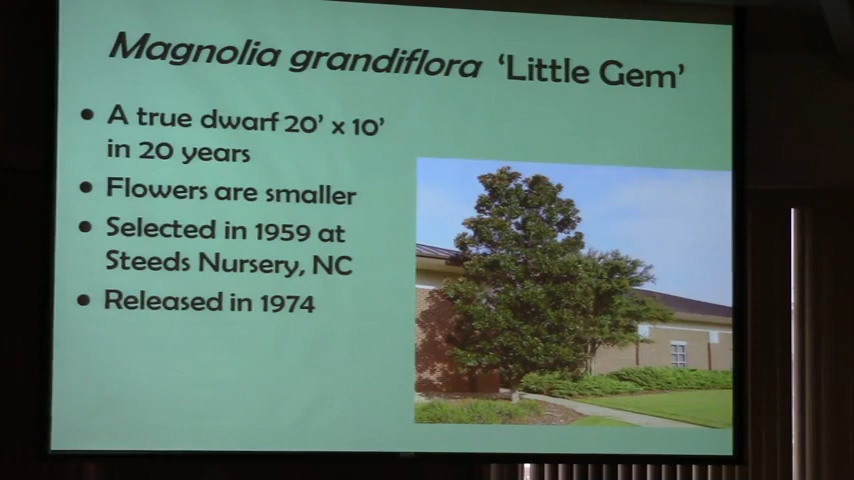 Magnolia grandiflora ‘Little Gem’
• A true dwarf 20’ x 10’
in 20 years
• Flowers are smaller
• Selected in 1959 at
Steeds Nursery, NC
• Released in 1974